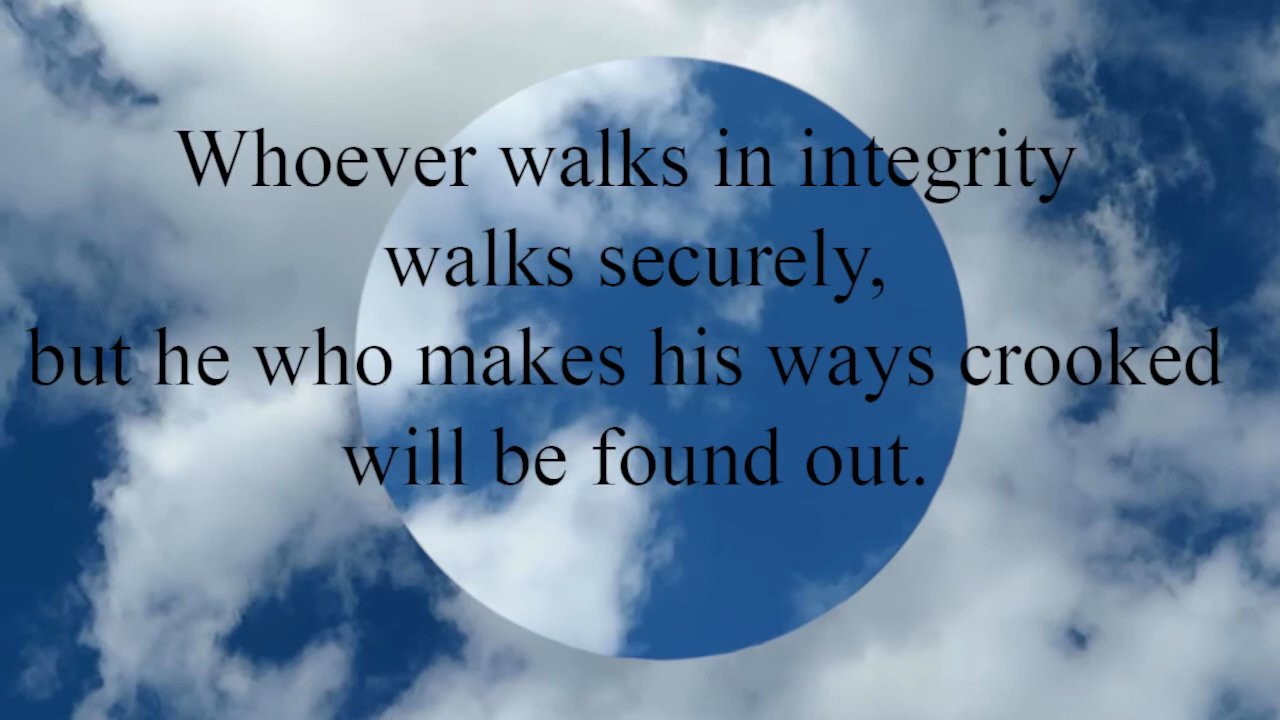 Whoever walks in integrity
walks securely,
but he who makes his ways crooked
will be found out.